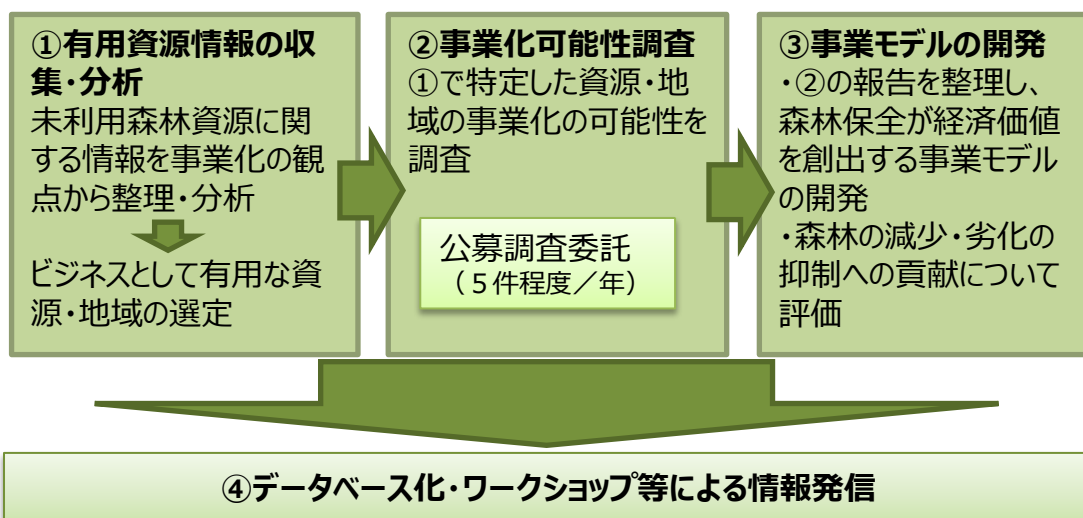 ①有用資源情報の収
集・分析
未利用森林資源に関
する情報を事業化の観
点から整理・分析
ビジネスとして有用な資
源・地域の選定
②事業化可能性調査
①で特定した資源・地
域の事業化の可能性を
調査
公募調査委託
（５件程度／年）
③事業モデルの開発
・②の報告を整理し、
森林保全が経済価値
を創出する事業モデル
の開発
・森林の減少・劣化の
抑制への貢献について
評価
④データベース化・ワークショップ等による情報発信